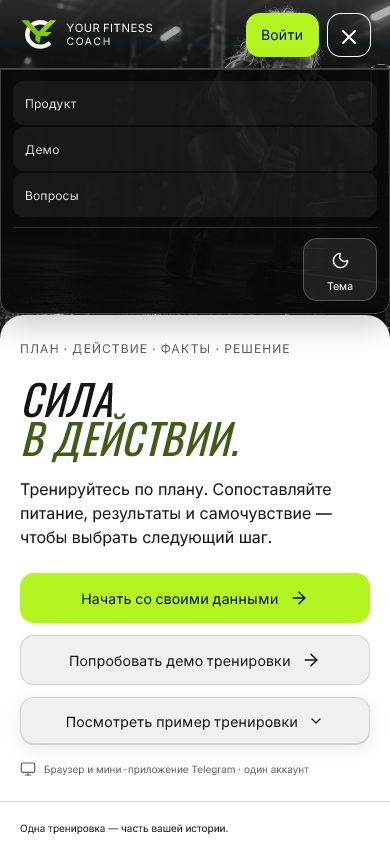 YOUR FITNESS
COACH
Войти
Продукт
Демо
Вопросы
Тема
ПЛАН · ДЕЙСТВИЕ · ФАКТЫ · РЕШЕНИЕ
СИЛА
В ДЕЙСТВИИ.
Тренируйтесь по плану. Сопоставляйте
питание, результаты и самочувствие —
чтобы выбрать следующий шаг.
Начать со своими данными
Попробовать демо тренировки
Посмотреть пример тренировки
Браузер и мини-приложение Telegram · один аккаунт
Одна тренировка — часть вашей истории.